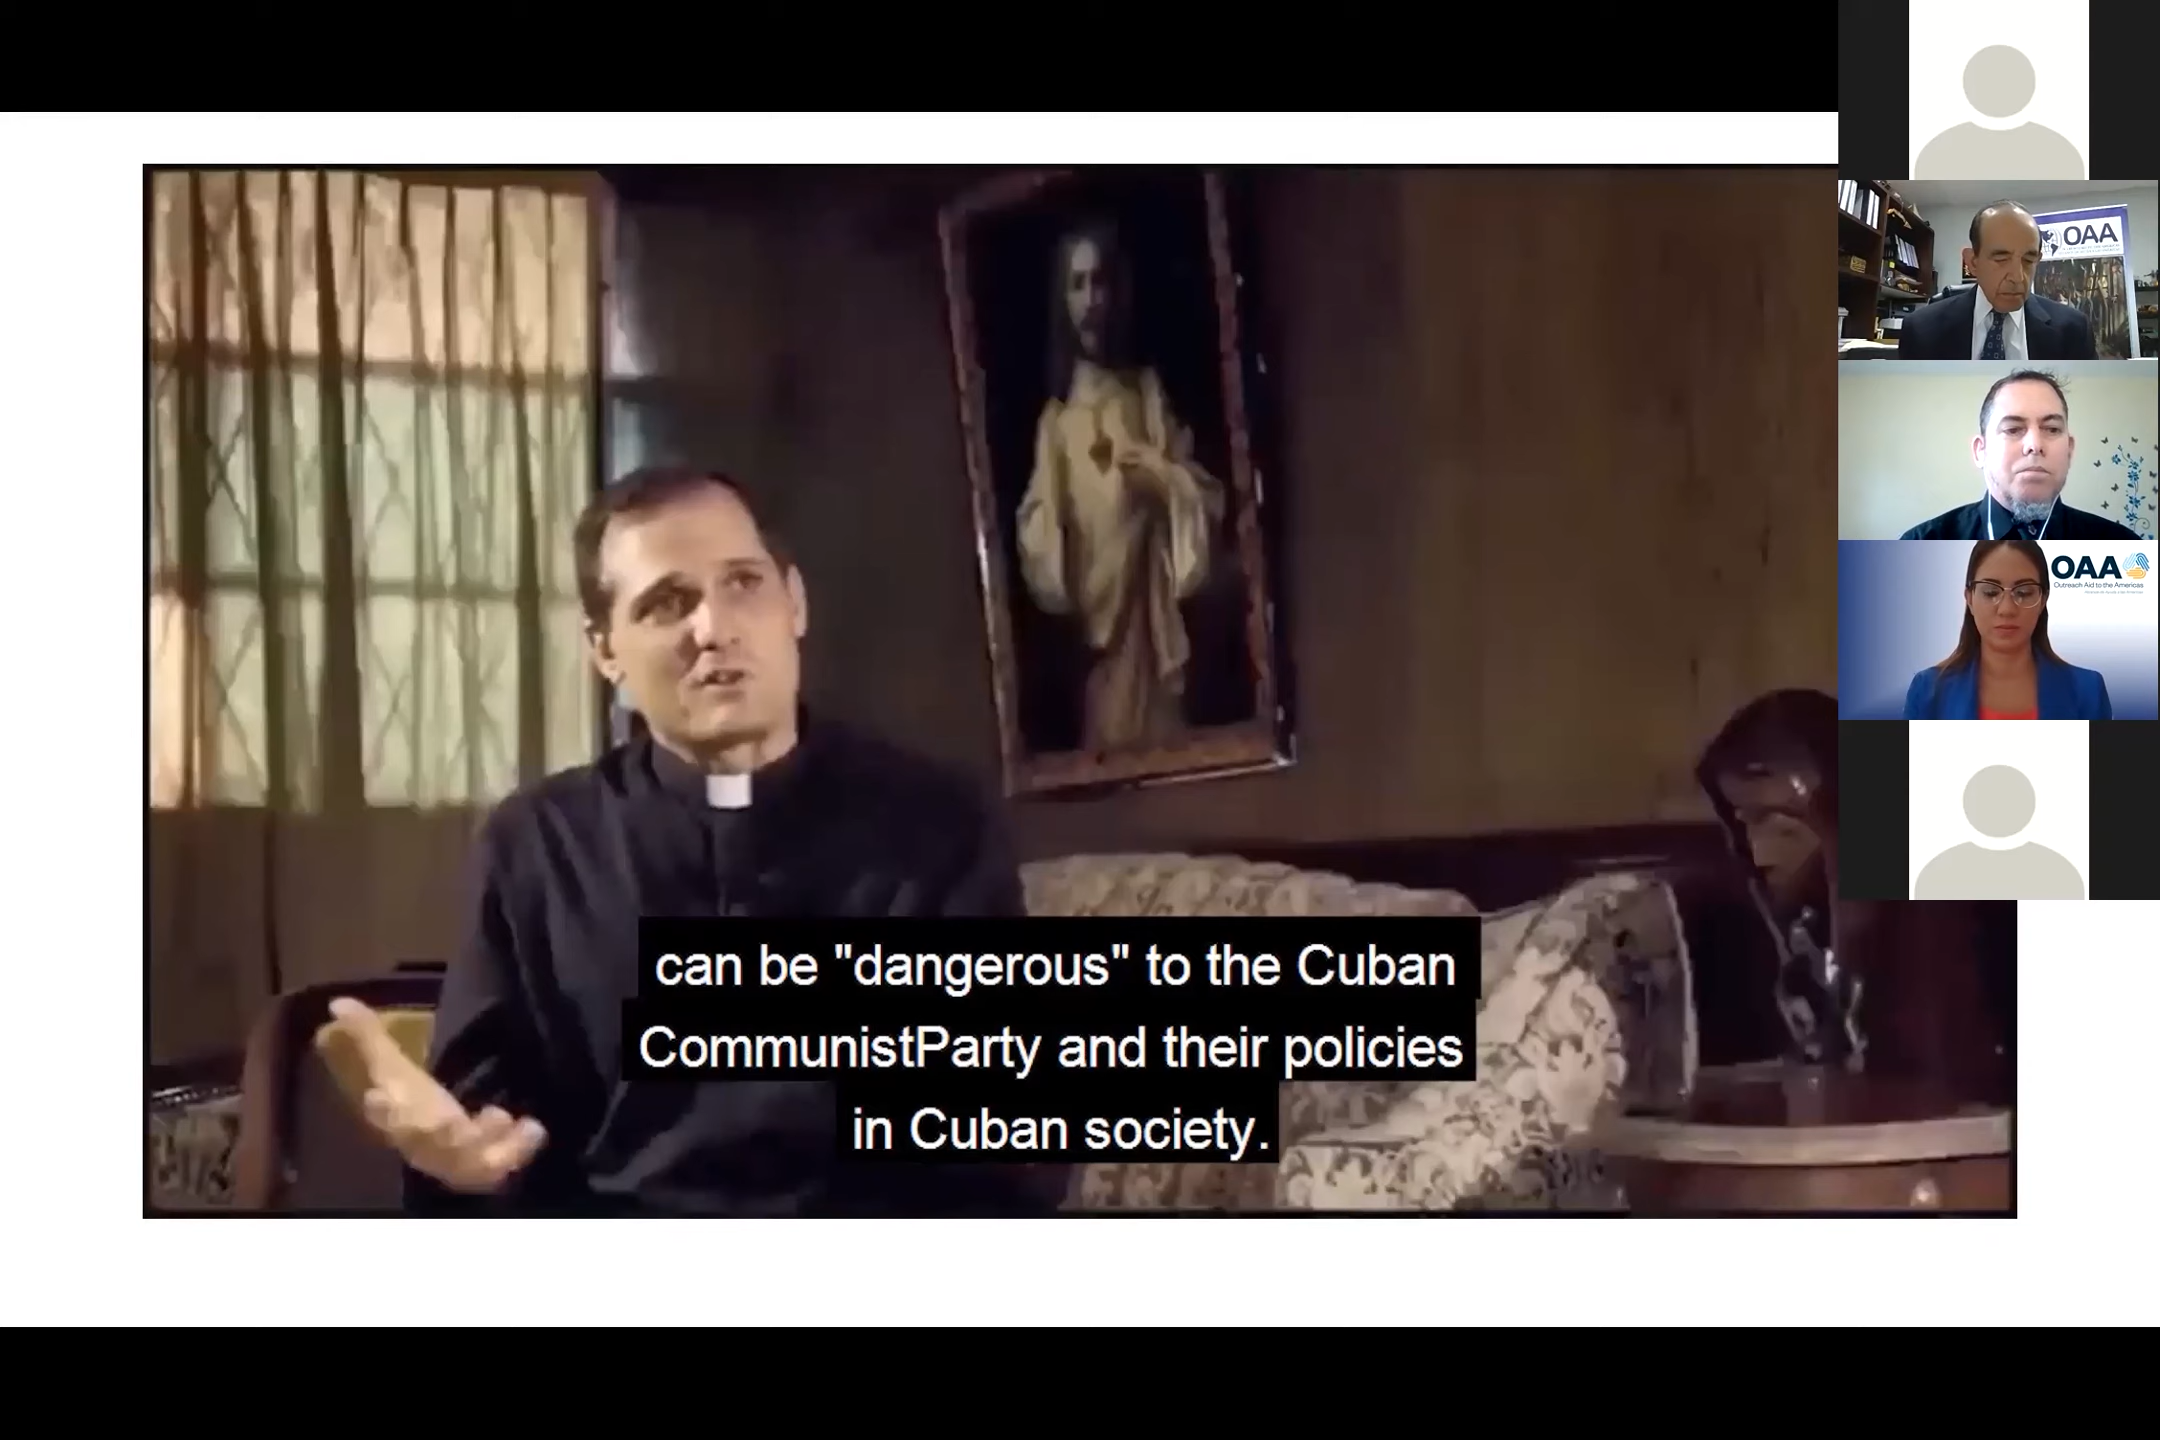 OAA
OAA
Outreach Aid to the Americas
can be "dangerous" to the Cuban
CommunistParty and their policies
in Cuban society.